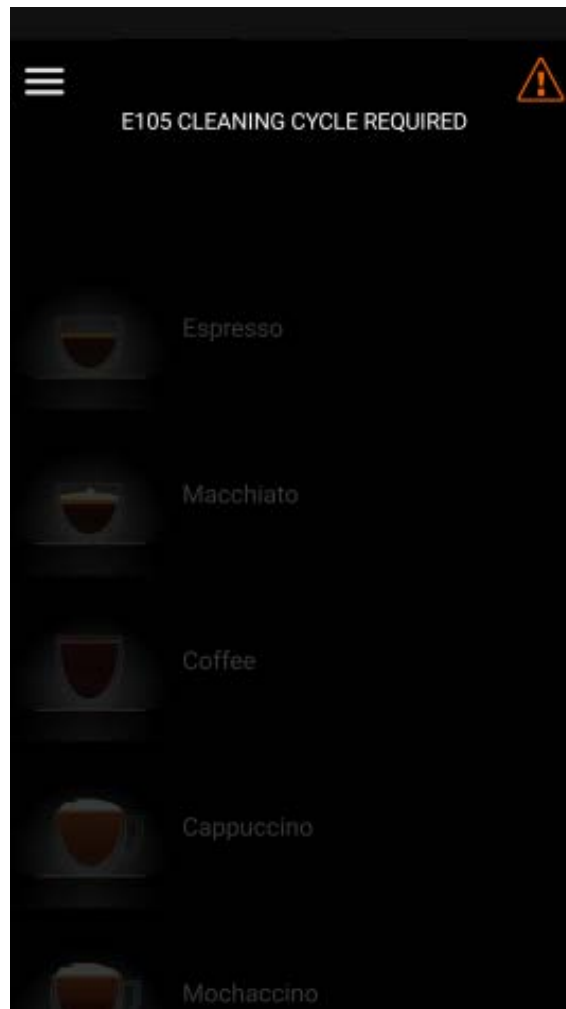 E105 CLEANING CYCLE REQUIRED
Espresso
Macchiato
Coffee
Cappuccino
Mochaccino